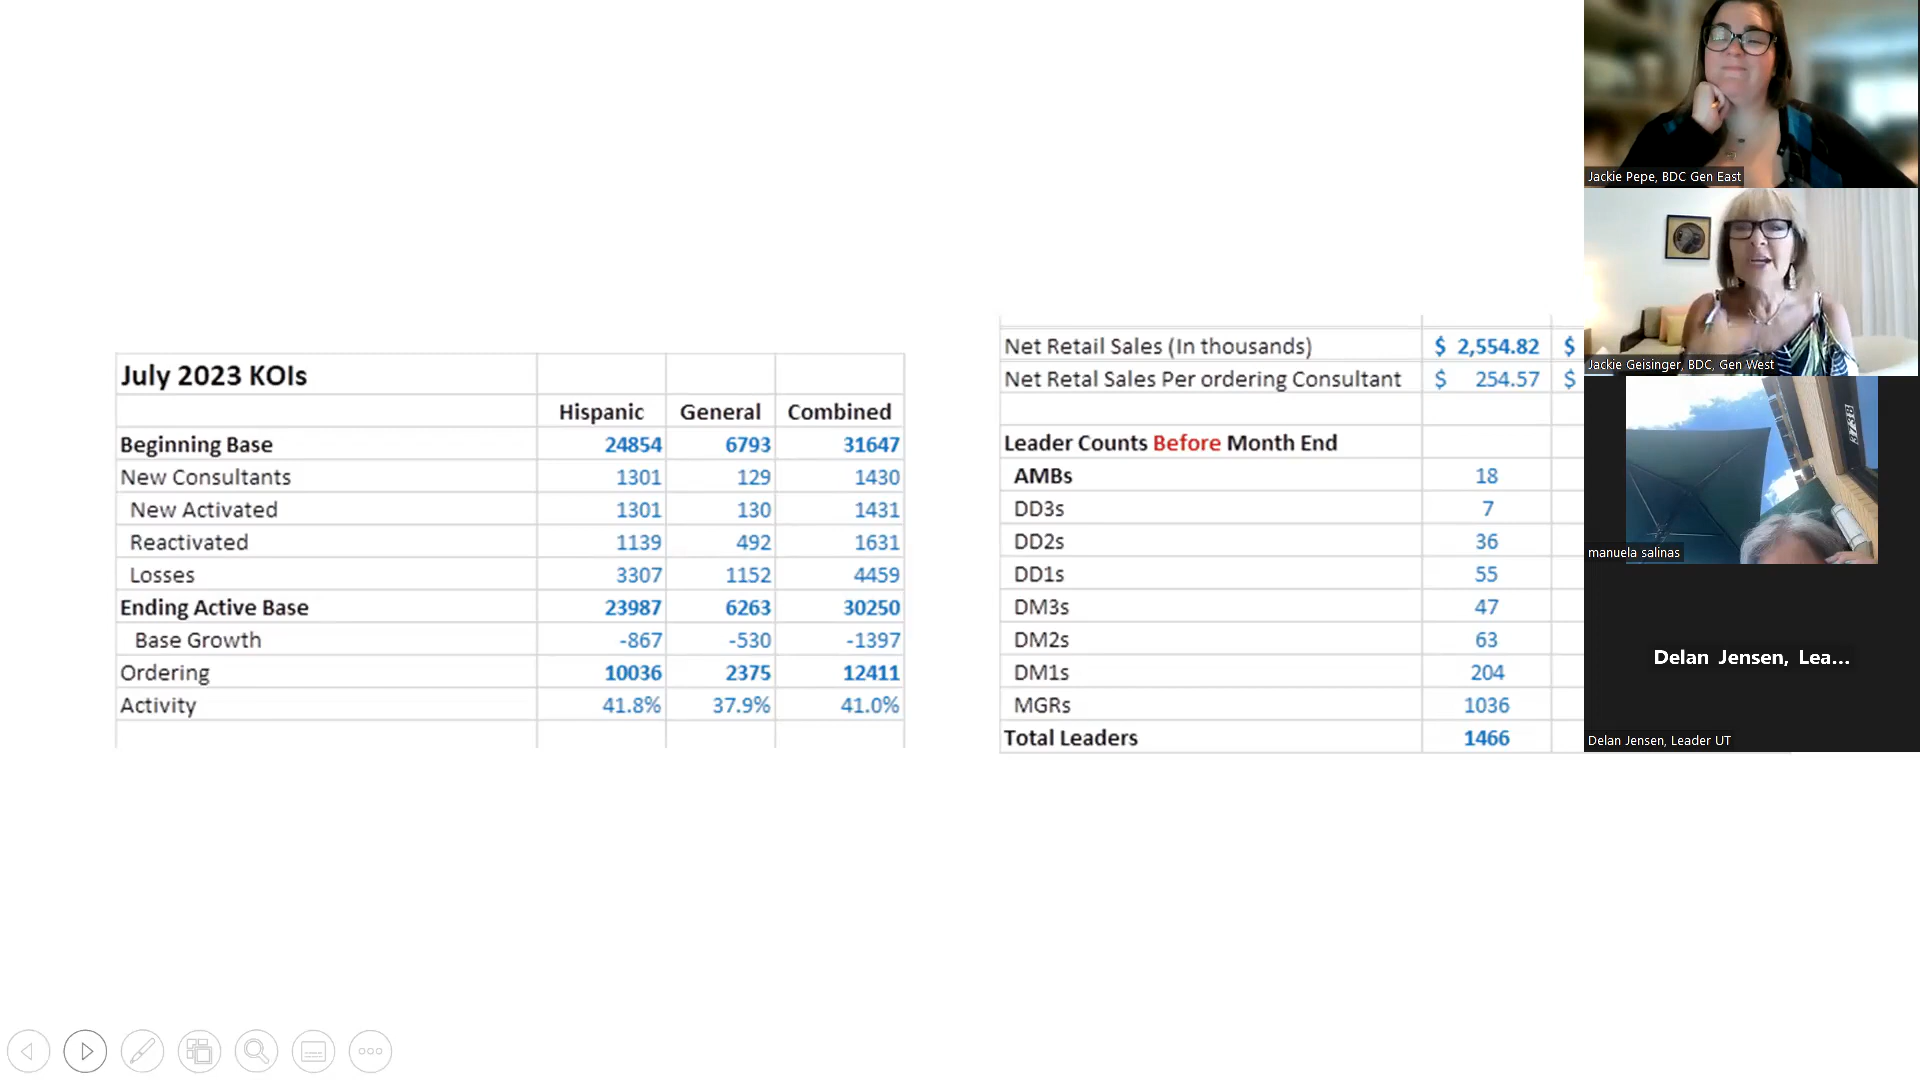 July 2023 KOIs
Hispanic General Combined
Beginning Base 24854 6793 31647
New Consultants 1301 129 1430
New Activated 1301 130 1431
Reactivated 1139 492 1631
Losses 3307 1152 4459
Ending Active Base 23987 6263 30250
Base Growth -867 -530 -1397
Ordering 10036 2375 12411
Activity 41.8% 37.9% 41.0%
Net Retail Sales (In thousands) $ 2,554.82 $
Net Retal Sales Per ordering Consultant $ 254.57 $
Leader Counts Before Month End
AMBs 18
DD3s 7
DD2s 36
DD1s 55
DM3s 47
DM2s 63
DM1s 204
MGRs 1036
Total Leaders 1466
Jackie Pepe, BDC Gen East
Jackie Geisinger, BDC, Gen West
3738
manuela salinas
Delan Jensen, Lea...
Delan Jensen, Leader UT